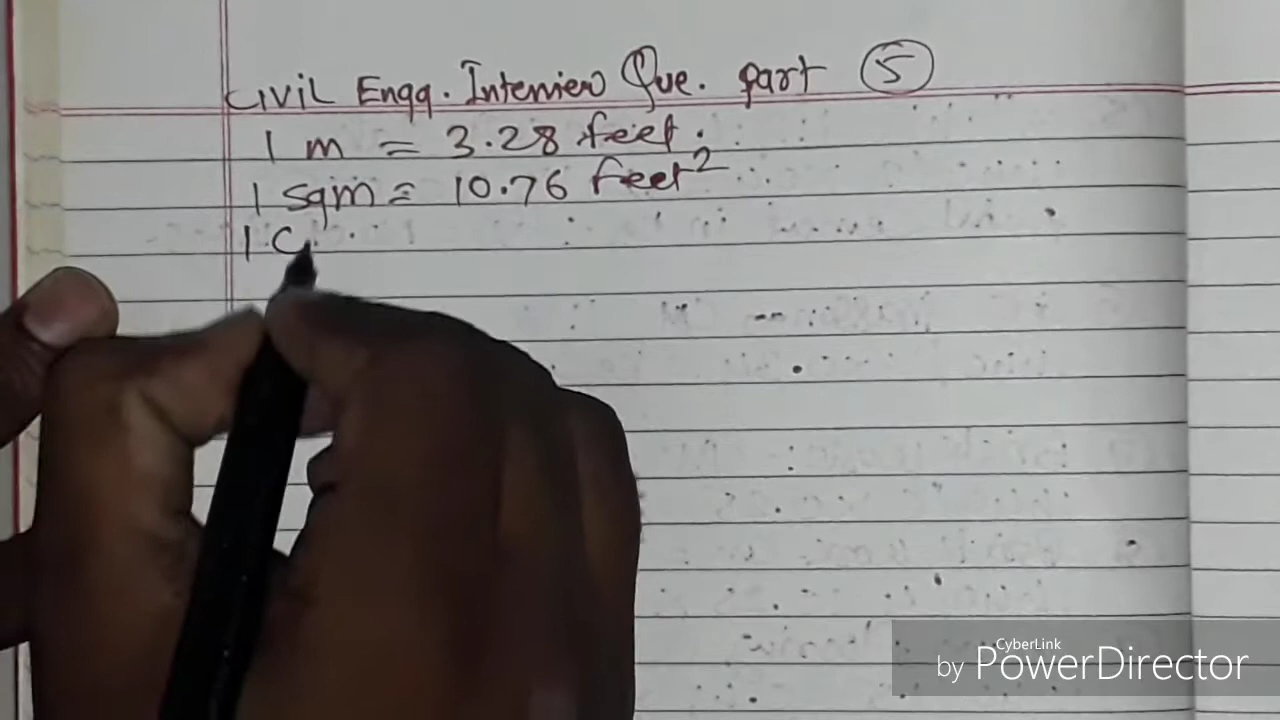 Civil Engg. Interview Que. part 5
1 m = 3.28 feet.
1 sqm = 10.76 feet²
1 C
CyberLink
by PowerDirector